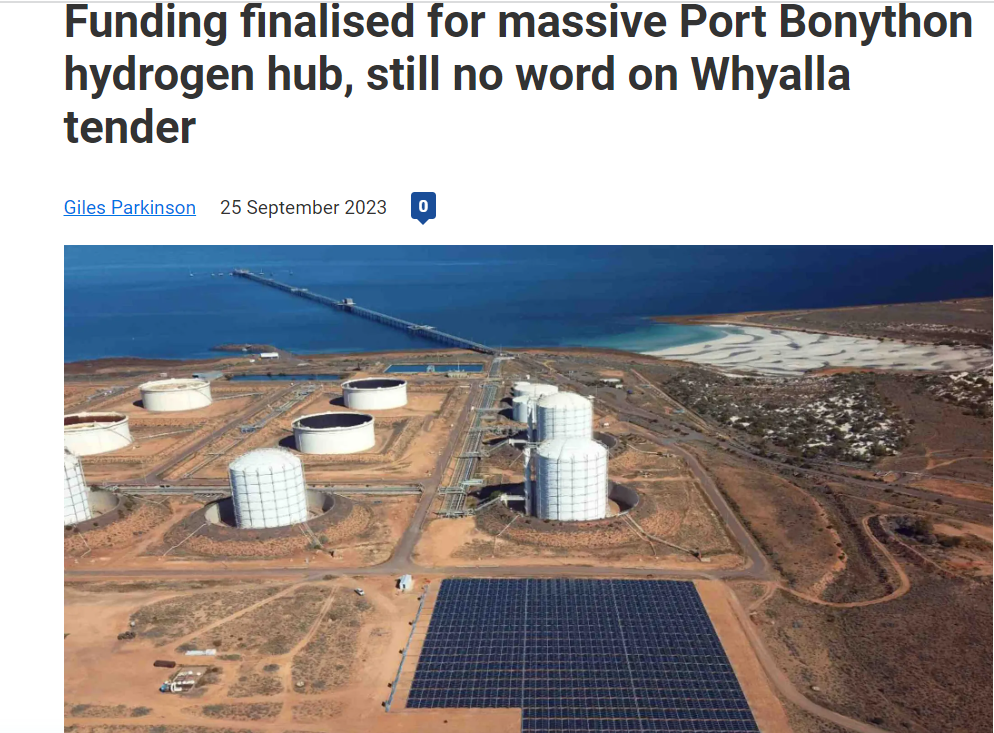 Funding finalised for massive Port Bonython
hydrogen hub, still no word on Whyalla
tender
Giles Parkinson 25 September 2023 0